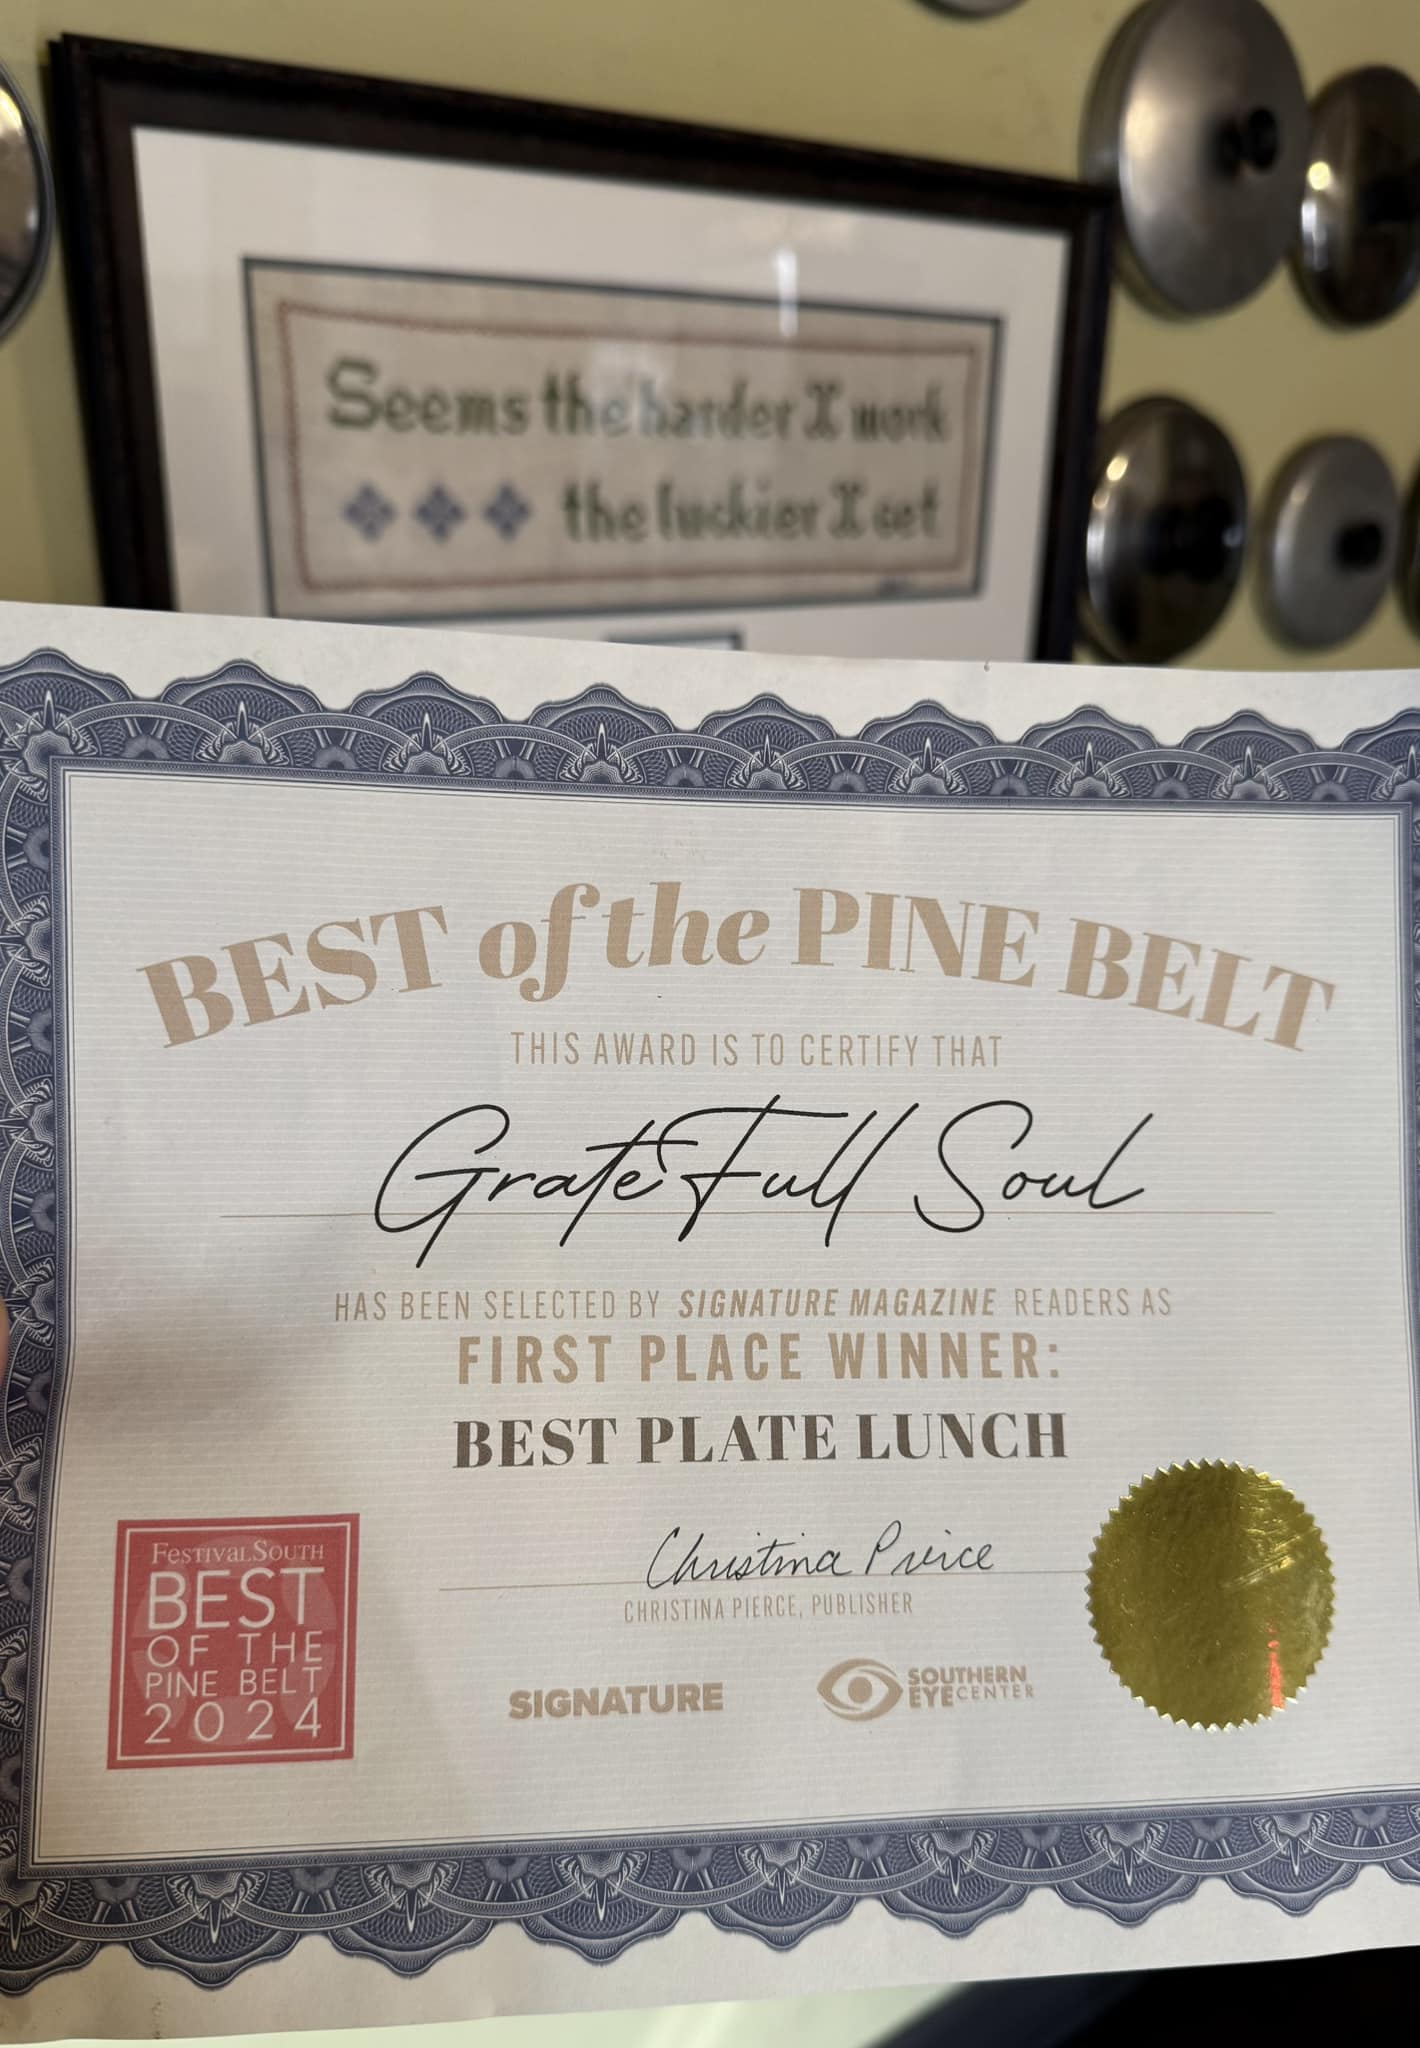 Seems the harder I work
the luckier I get
BEST of the PINE BELT
THIS AWARD IS TO CERTIFY THAT
GrateFull Soul
HAS BEEN SELECTED BY SIGNATURE MAGAZINE READERS AS
FIRST PLACE WINNER:
BEST PLATE LUNCH
Christina Pierce
CHRISTINA PIERCE, PUBLISHER
FESTIVALSOUTH
BEST
OF THE
PINE BELT
2024
SIGNATURE
SOUTHERN
EYECENTER